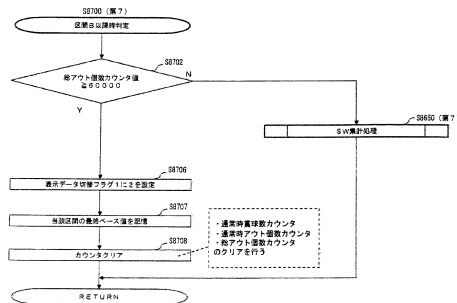 S8700 (第7)
区間B以降時判定
S8702
総アウト個数カウンタ値
≧60000
N
Y
S8650 (第7
SW集計処理
S8706
表示データ切替フラグ1に2を設定
S8707
当該区間の最終ベース値を記憶
S8708
カウンタクリア
・通常時賞球数カウンタ
・通常時アウト個数カウンタ
・総アウト個数カウンタ
のクリアを行う
RETURN